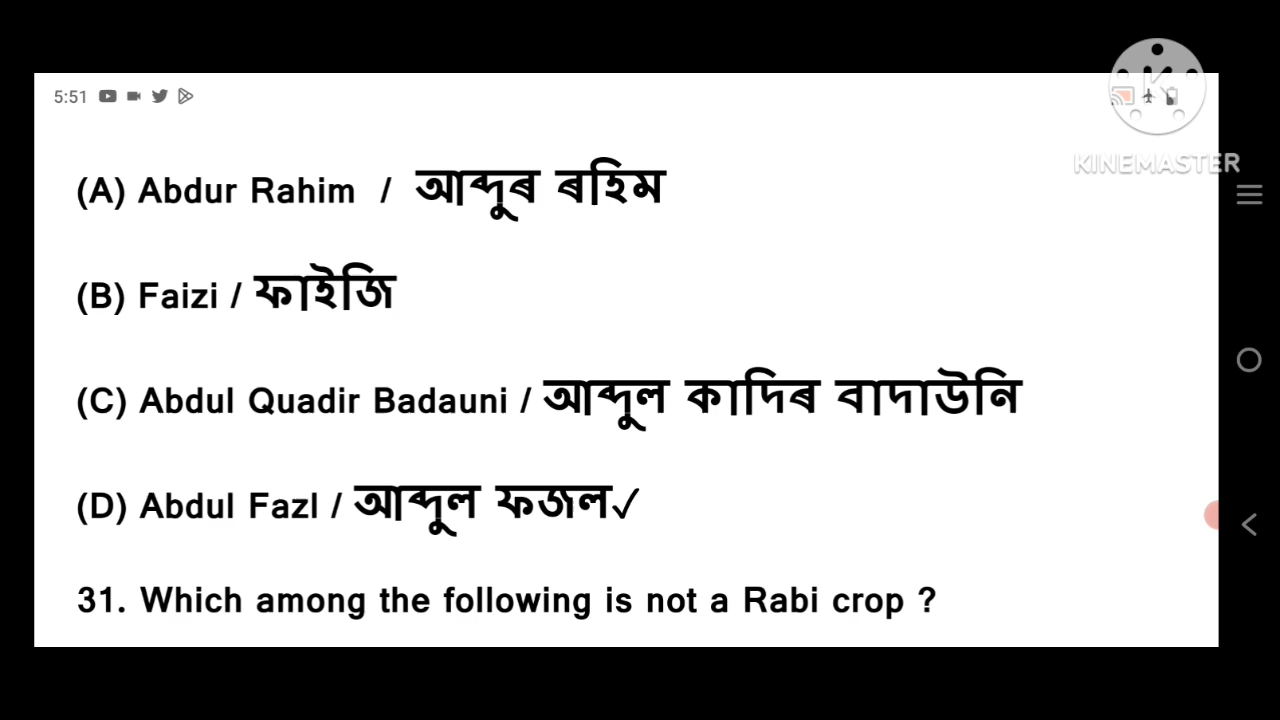 5:51
KINEMASTER
(A) Abdur Rahim / আব্দুৰ ৰহিম
(B) Faizi / ফাইজি
(C) Abdul Quadir Badauni / আব্দুল কাদিৰ বাদাউনি
(D) Abdul Fazl / আব্দুল ফজল✓
31. Which among the following is not a Rabi crop ?